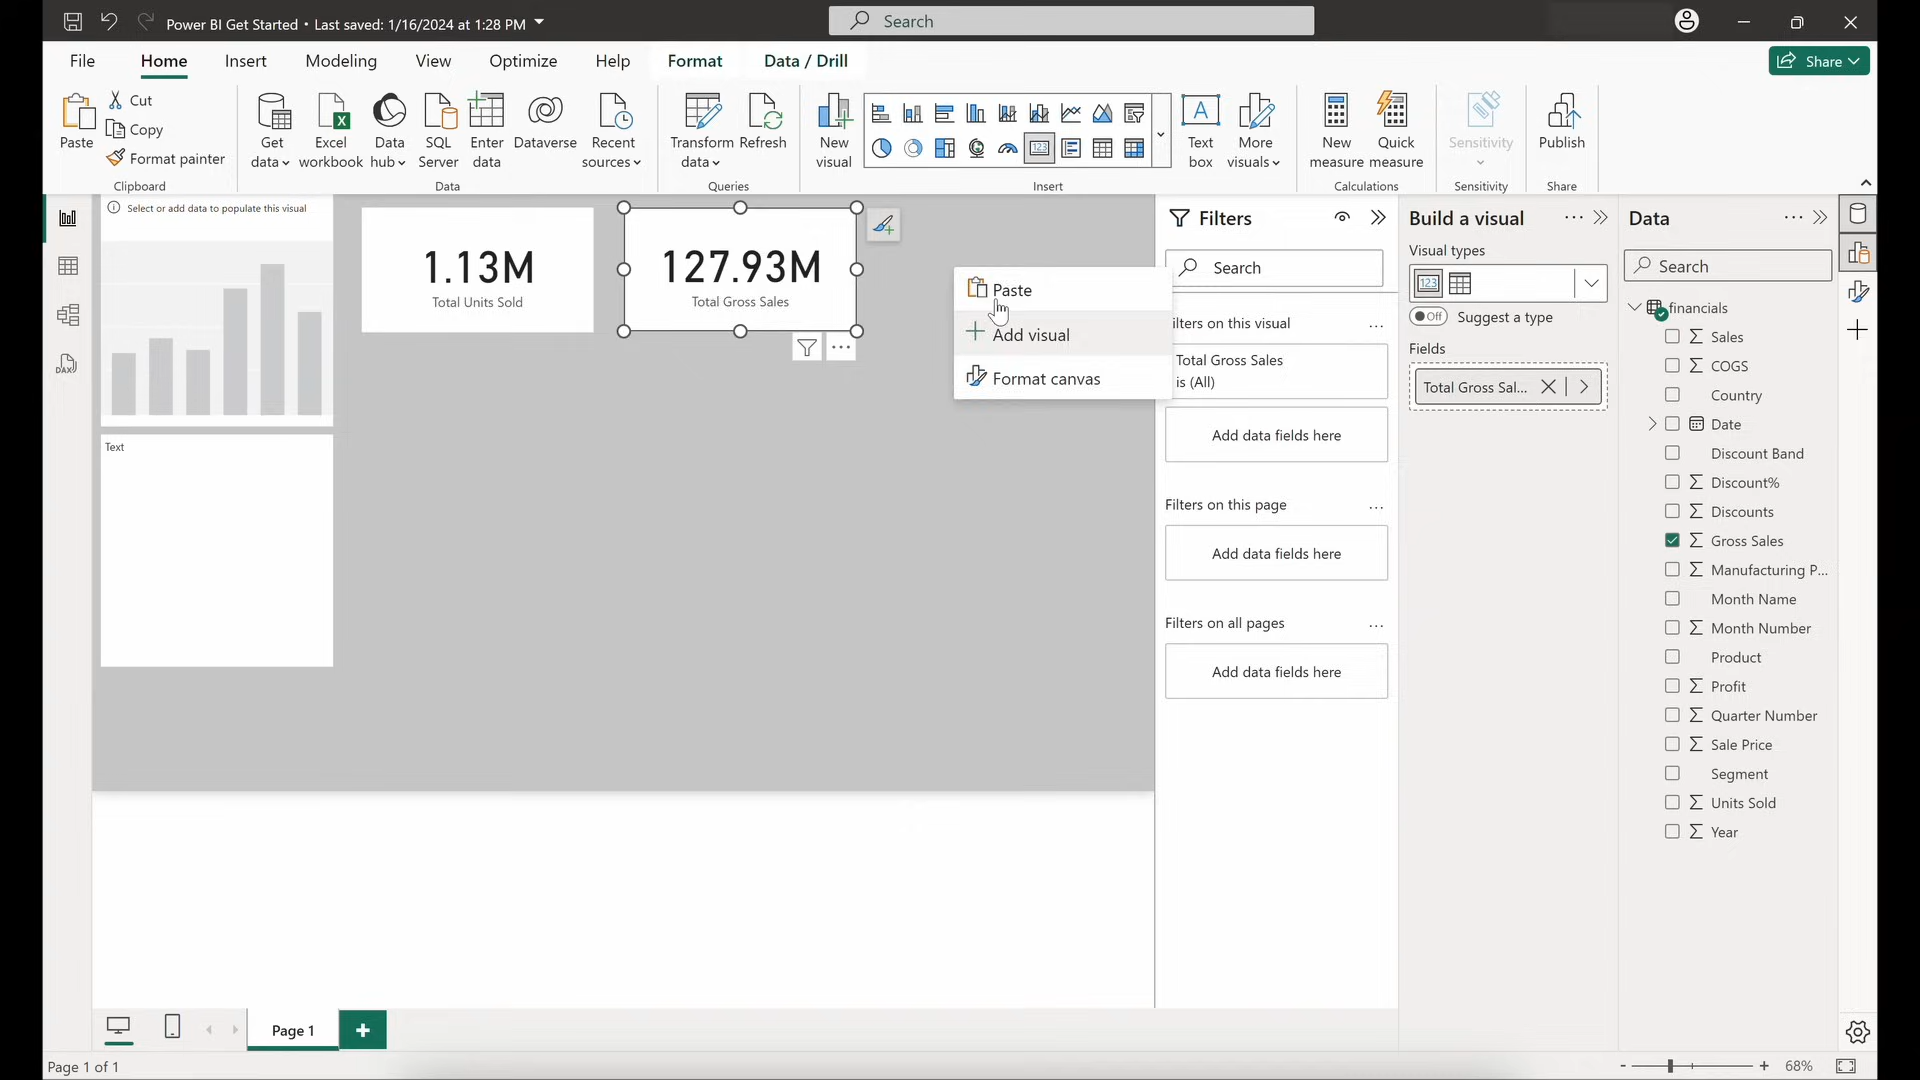 Power BI Get Started • Last saved: 1/16/2024 at 1:28 PM
Search
File
Home
Insert
Modeling
View
Optimize
Help
Format
Data / Drill
Share
Paste
Cut
Copy
Format painter
Clipboard
Get data
Excel workbook
Data hub
SQL Server
Enter data
Dataverse
Recent sources
Data
Transform data
Refresh
Queries
New visual
Text box
More visuals
Insert
New measure
Quick measure
Calculations
Sensitivity
Sensitivity
Publish
Share
Select or add data to populate this visual
Text
1.13M
Total Units Sold
127.93M
Total Gross Sales
Paste
Add visual
Format canvas
Filters
Search
ilters on this visual
...
Total Gross Sales
is (All)
Add data fields here
Filters on this page
...
Add data fields here
Filters on all pages
...
Add data fields here
Build a visual
...
Visual types
123
Off
Suggest a type
Fields
Total Gross Sal...
Data
...
Search
financials
Sales
COGS
Country
Date
Discount Band
Discount%
Discounts
Gross Sales
Manufacturing P...
Month Name
Month Number
Product
Profit
Quarter Number
Sale Price
Segment
Units Sold
Year
DAX
Page 1
Page 1 of 1
- + 68%